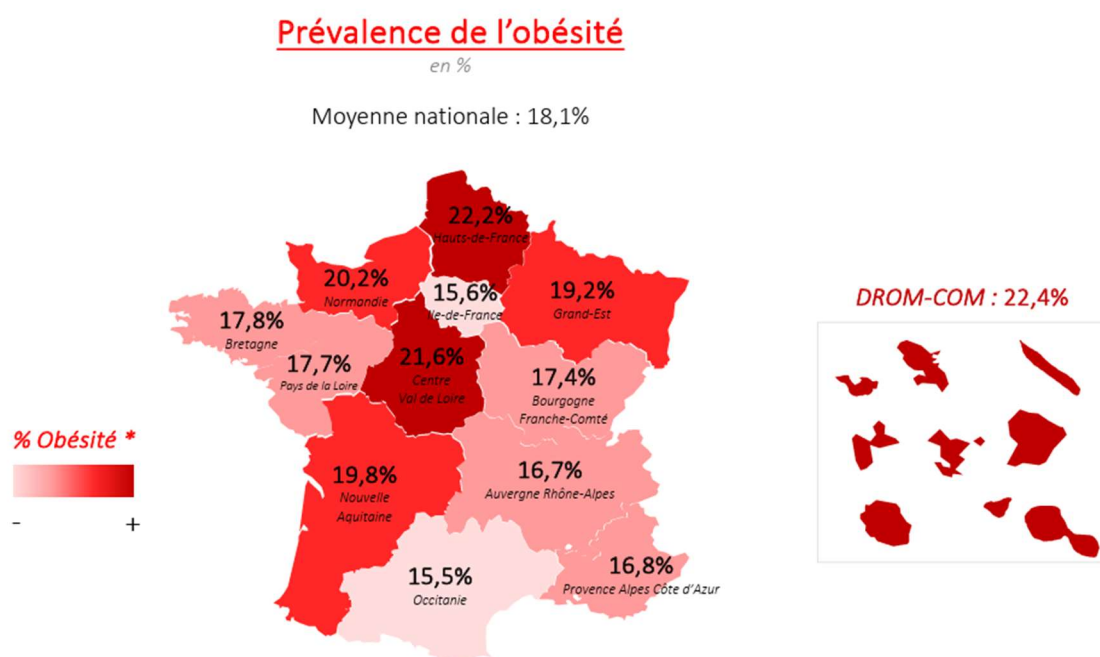 Prévalence de l'obésité
en %
Moyenne nationale : 18,1%
22,2%
Hauts-de-France
20,2%
Normandie
15,6%
Ile-de-France
19,2%
Grand-Est
17,8%
Bretagne
17,7%
Pays de la Loire
21,6%
Centre
Val de Loire
17,4%
Bourgogne
Franche-Comté
19,8%
Nouvelle
Aquitaine
16,7%
Auvergne Rhône-Alpes
15,5%
Occitanie
16,8%
Provence Alpes Côte d'Azur
DROM-COM : 22,4%
% Obésité *
- +